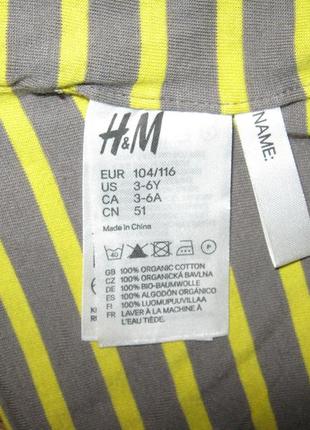 H&M
EUR 104/116
US 3-6Y
CA 3-6A
CN 51
Made in China
40
P
GB 100% ORGANIC COTTON
CZ 100% ORGANICKÁ BAVLNA
DE 100% BIO-BAUMWOLLE
ES 100% ALGODÓN ORGÁNICO
FI 100% LUOMUPUUVILLAA
FR LAVER A LA MACHINE À
L'EAU TIÈDE.
NAME: